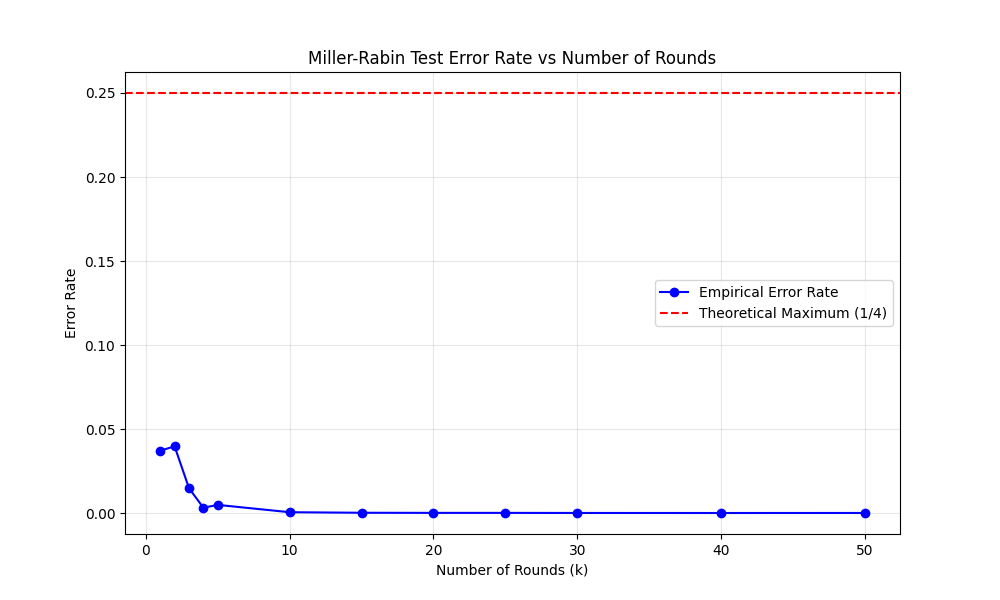 Miller-Rabin Test Error Rate vs Number of Rounds
Error Rate
0.25
0.20
0.15
0.10
0.05
0.00
Empirical Error Rate
Theoretical Maximum (1/4)
0 10 20 30 40 50
Number of Rounds (k)